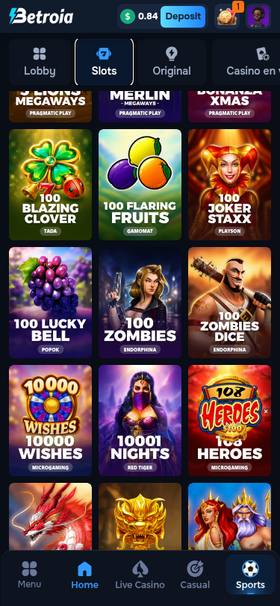 Betroia
$ 0.84 Deposit
1
Lobby
Slots
Original
Casino en
5 LIONS
MEGAWAYS
PRAGMATIC PLAY
MERLIN
- MEGAWAYS -
PRAGMATIC PLAY
BONANZA
XMAS
PRAGMATIC PLAY
7
100
BLAZING
CLOVER
TADA
100 FLARING
FRUITS
GAMOMAT
100
JOKER
STAXX
PLAYSON
100 LUCKY
BELL
POPOK
100
ZOMBIES
ENDORPHINA
100
ZOMBIES
DICE
ENDORPHINA
10000
WISHES
10000
WISHES
MICROGAMING
10001
NIGHTS
RED TIGER
108
HEROES
108
HEROES
MICROGAMING
Menu
Home
Live Casino
Casual
Sports